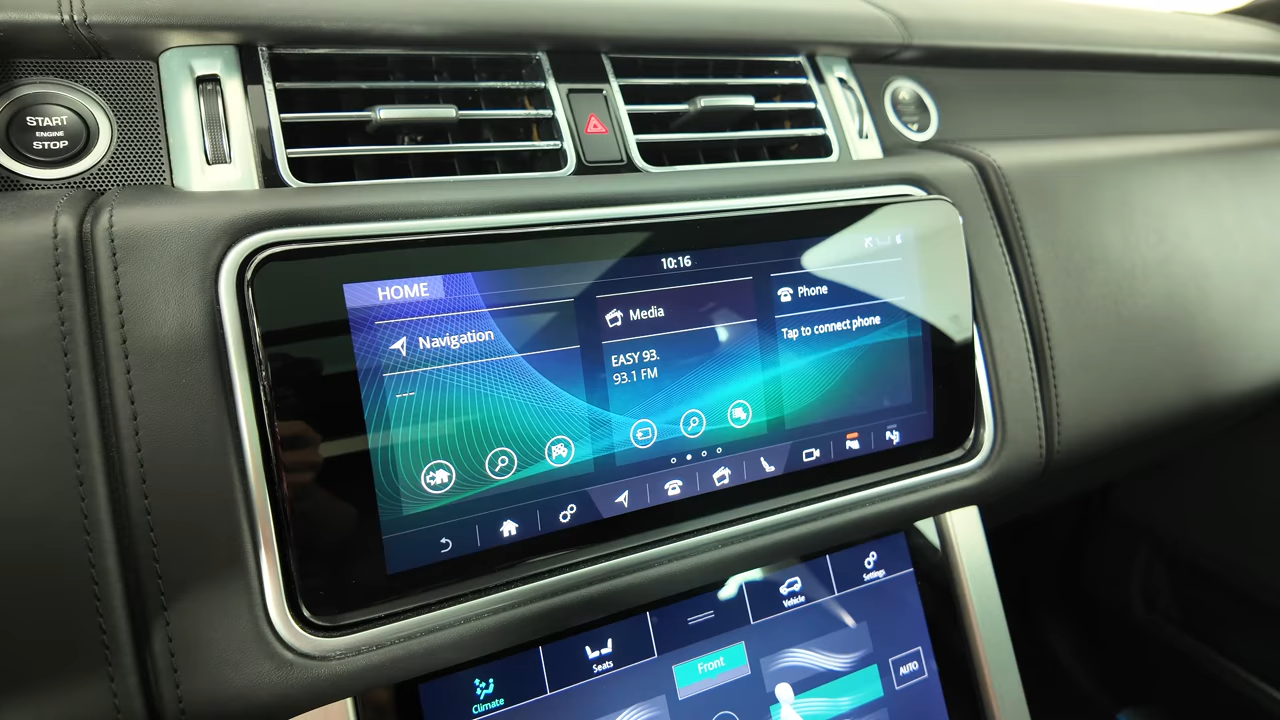 START
ENGINE
STOP
10:16
HOME
Navigation
---
Media
EASY 93.
93.1 FM
Phone
Tap to connect phone
Climate
Seats
Vehicle
Settings
Front
AUTO